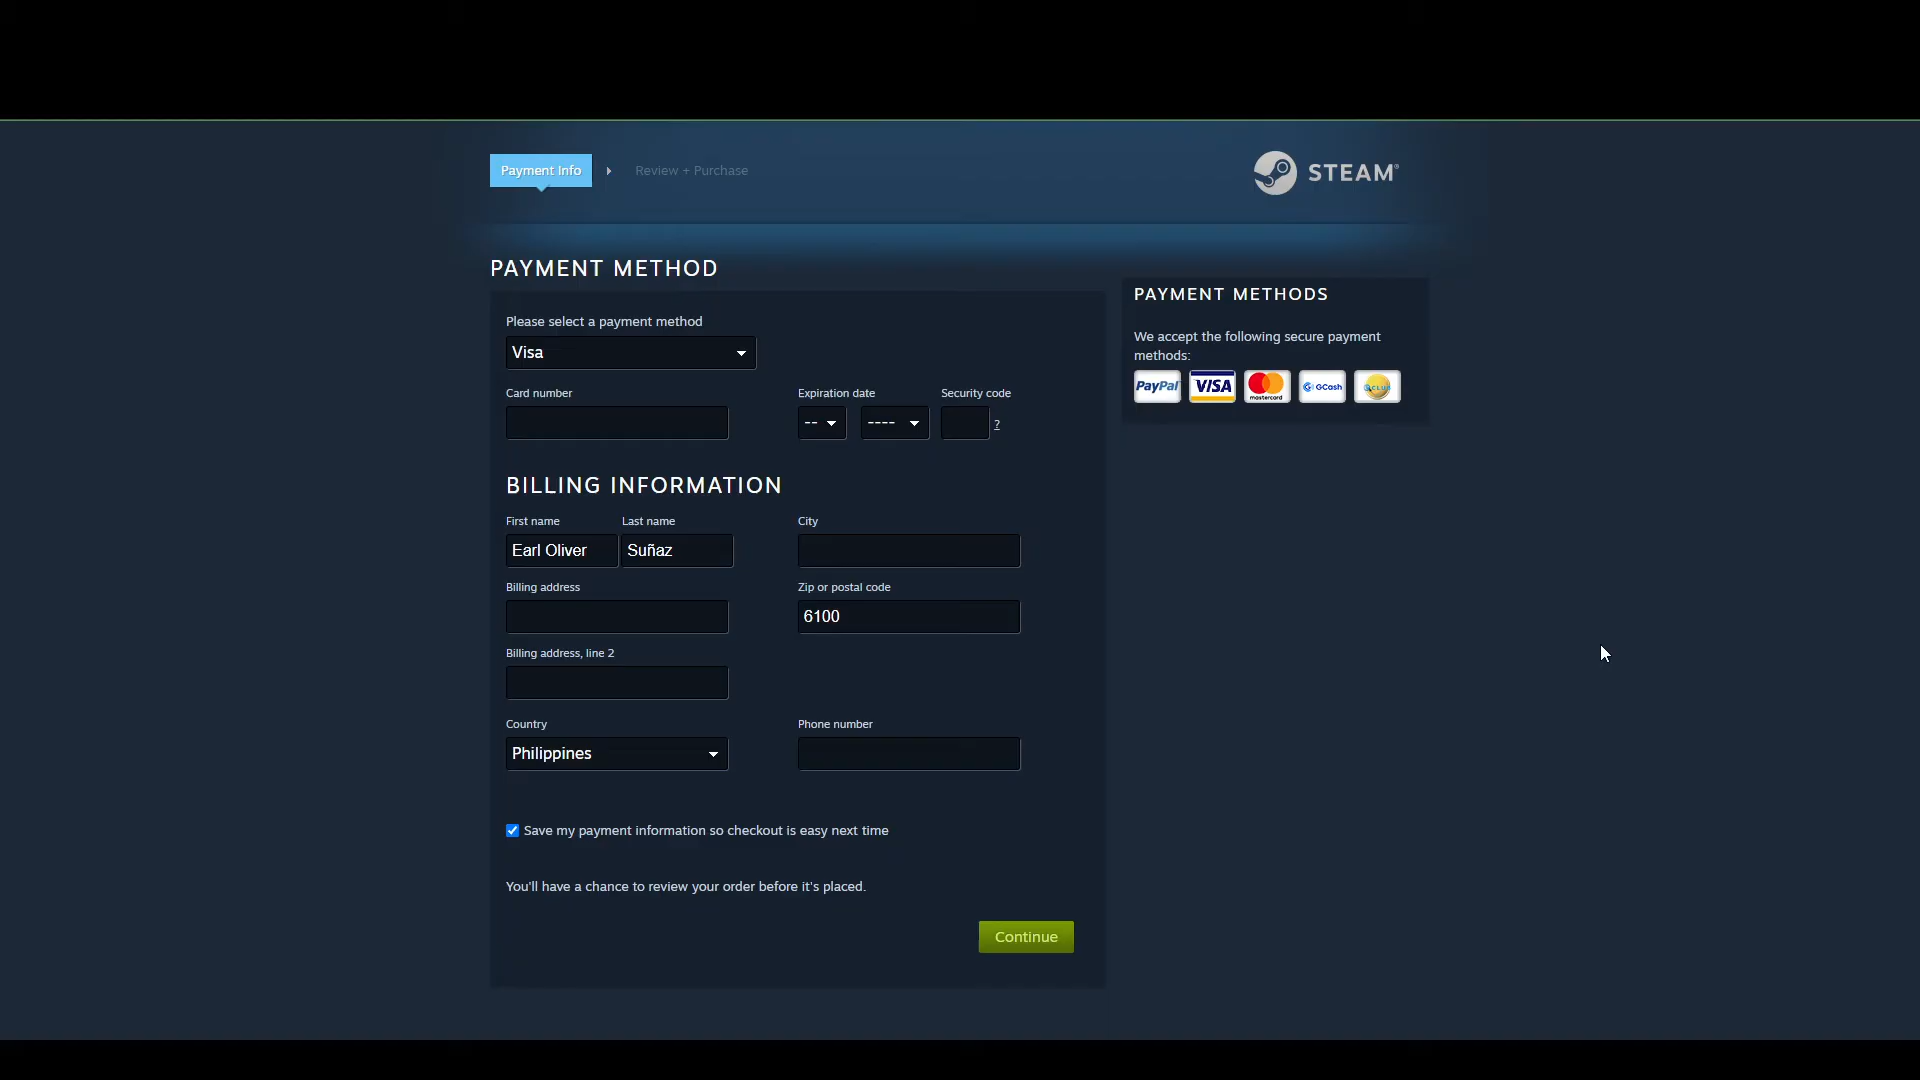 Payment Info
Review + Purchase
STEAM®
PAYMENT METHOD
Please select a payment method
Visa
Card number
Expiration date
Security code
--
----
?
BILLING INFORMATION
First name
Last name
City
Earl Oliver
Suñaz
Billing address
Zip or postal code
6100
Billing address, line 2
Country
Phone number
Philippines
Save my payment information so checkout is easy next time
You'll have a chance to review your order before it's placed.
Continue
PAYMENT METHODS
We accept the following secure payment
methods:
PayPal
VISA
mastercard
GCash